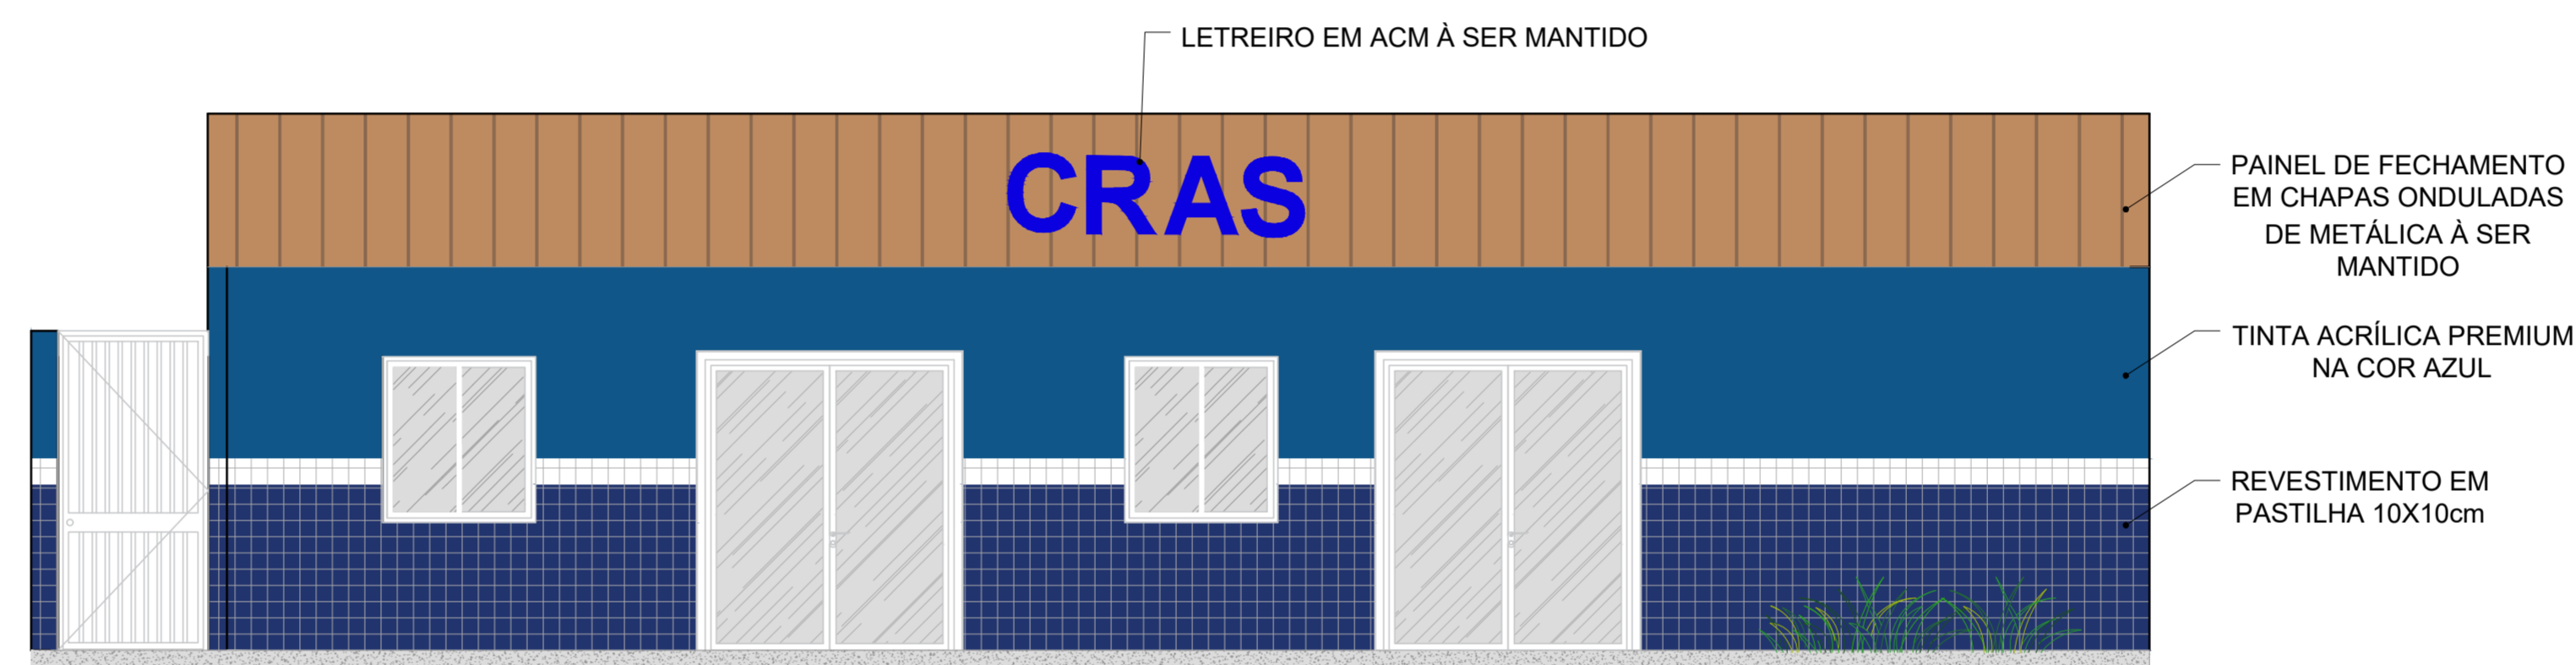 LETREIRO EM ACM À SER MANTIDO
CRAS
PAINEL DE FECHAMENTO
EM CHAPAS ONDULADAS
DE METÁLICA À SER
MANTIDO
TINTA ACRÍLICA PREMIUM
NA COR AZUL
REVESTIMENTO EM
PASTILHA 10X10cm